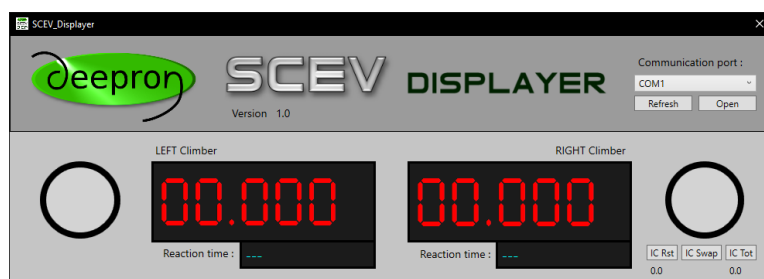 SCEV_Displayer
deepron
SCEV DISPLAYER
Version 1.0
Communication port :
COM1
Refresh Open
LEFT Climber
RIGHT Climber
00.000
00.000
Reaction time : ---
Reaction time : ---
IC Rst IC Swap IC Tot
0.0 0.0